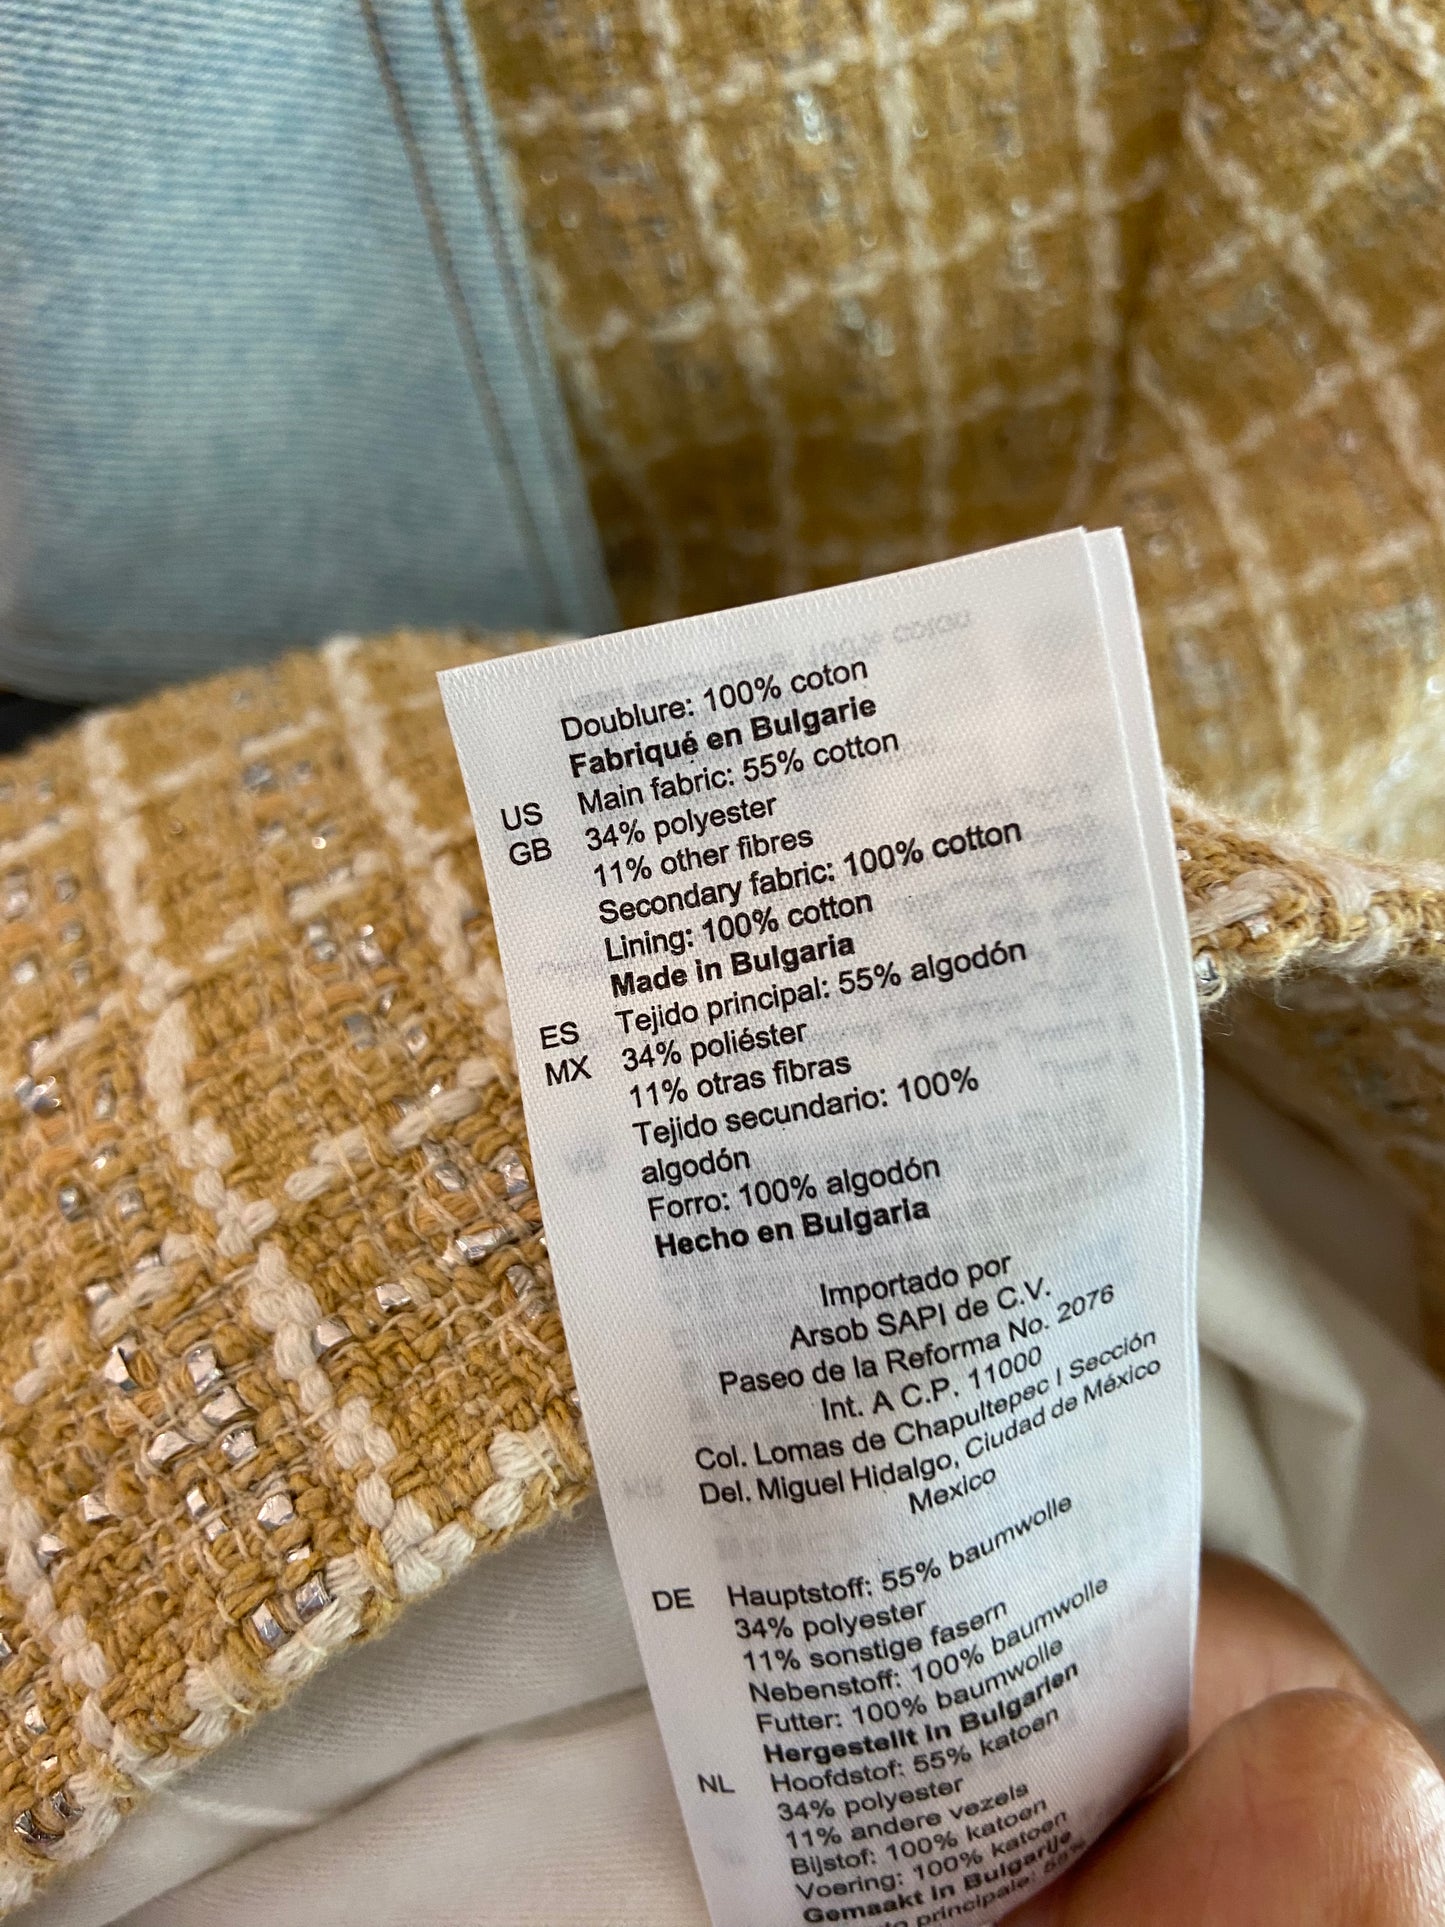 Doublure: 100% coton
Fabriqué en Bulgarie
US Main fabric: 55% cotton
GB 34% polyester
11% other fibres
Secondary fabric: 100% cotton
Lining: 100% cotton
Made in Bulgaria
ES Tejido principal: 55% algodón
MX 34% poliéster
11% otras fibras
Tejido secundario: 100%
algodón
Forro: 100% algodón
Hecho en Bulgaria
Importado por
Arsob SAPI de C.V.
Paseo de la Reforma No. 2076
Int. A C.P. 11000
Col. Lomas de Chapultepec I Sección
Del. Miguel Hidalgo, Ciudad de México
Mexico
DE Hauptstoff: 55% baumwolle
34% polyester
11% sonstige fasern
Nebenstoff: 100% baumwolle
Futter: 100% baumwolle
Hergestellt in Bulgarien
NL Hoofdstof: 55% katoen
34% polyester
11% andere vezels
Bijstof: 100% katoen
Voering: 100% katoen
Gemaakt in Bulgarije
principale: